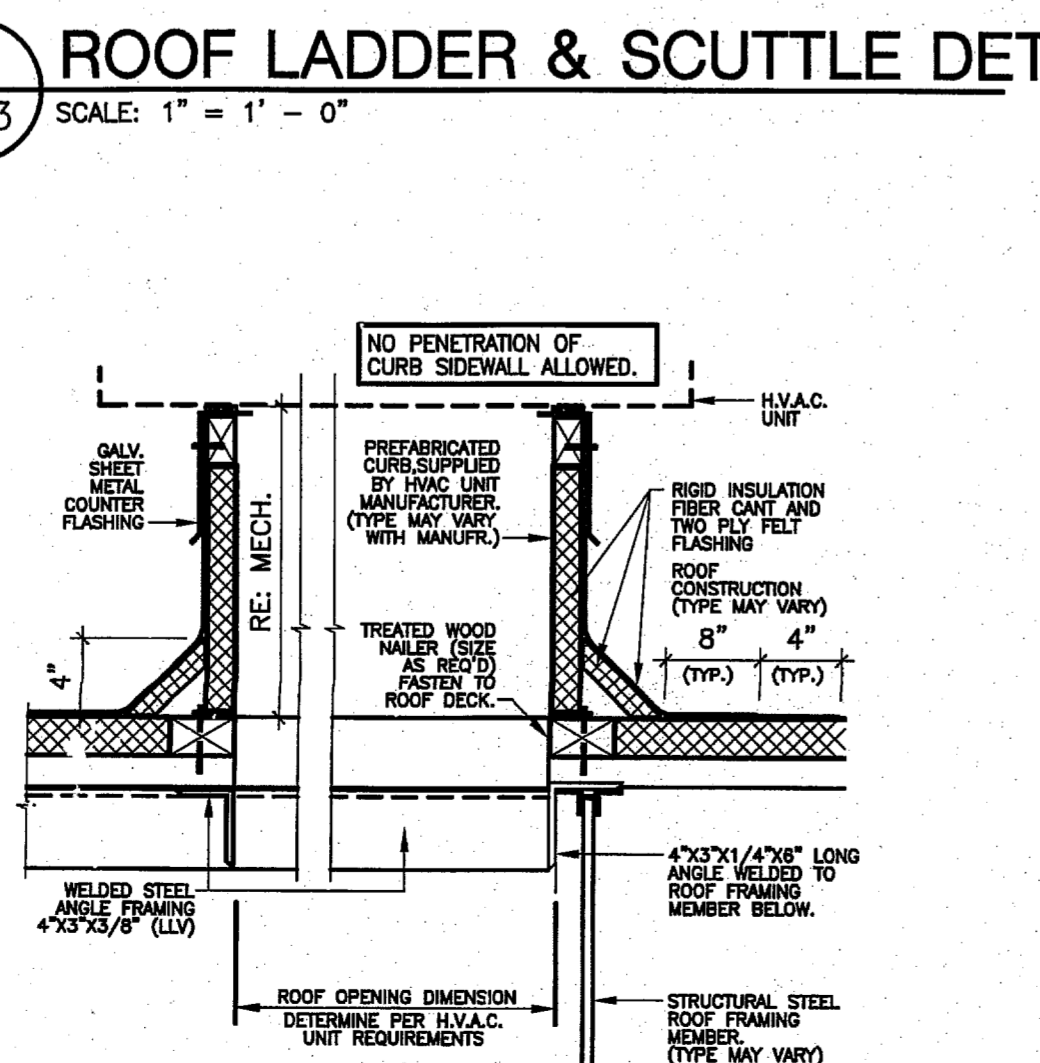 ROOF LADDER & SCUTTLE DET
3
SCALE: 1" = 1' - 0"
NO PENETRATION OF
CURB SIDEWALL ALLOWED.
H.V.A.C.
UNIT
GALV.
SHEET
METAL
COUNTER
FLASHING
RE: MECH.
PREFABRICATED
CURB,SUPPLIED
BY HVAC UNIT
MANUFACTURER.
(TYPE MAY VARY
WITH MANUFR.)
RIGID INSULATION
FIBER CANT AND
TWO PLY FELT
FLASHING
ROOF
CONSTRUCTION
(TYPE MAY VARY)
8" 4"
(TYP.) (TYP.)
4"
TREATED WOOD
NAILER (SIZE
AS REQ'D)
FASTEN TO
ROOF DECK.
WELDED STEEL
ANGLE FRAMING
4"X3"X3/8" (LLV)
4"X3"X1/4"X6" LONG
ANGLE WELDED TO
ROOF FRAMING
MEMBER BELOW.
ROOF OPENING DIMENSION
DETERMINE PER H.V.A.C.
UNIT REQUIREMENTS
STRUCTURAL STEEL
ROOF FRAMING
MEMBER.
(TYPE MAY VARY)